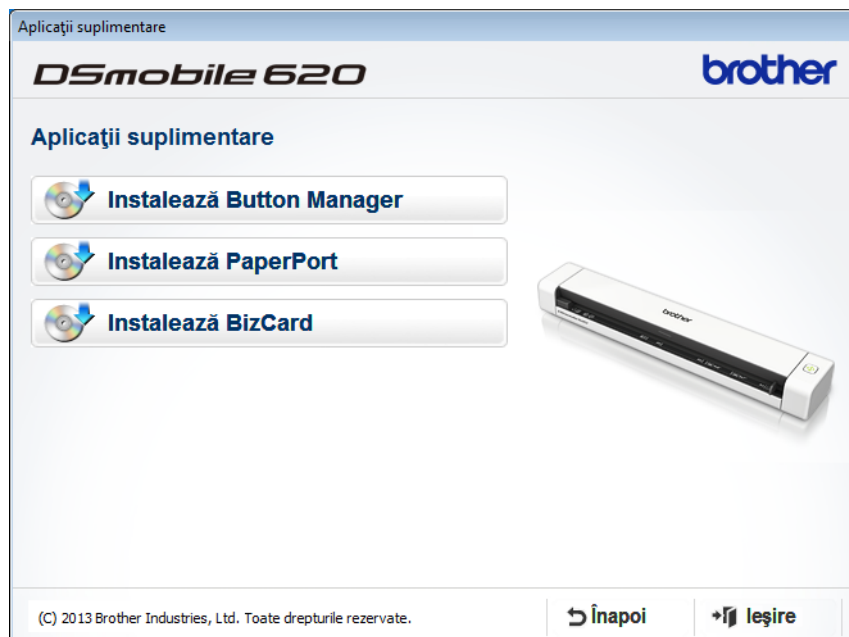 Aplicaţii suplimentare
DSmobile 620
brother
Aplicaţii suplimentare
Instalează Button Manager
Instalează PaperPort
Instalează BizCard
brother
(C) 2013 Brother Industries, Ltd. Toate drepturile rezervate.
Înapoi
Ieşire